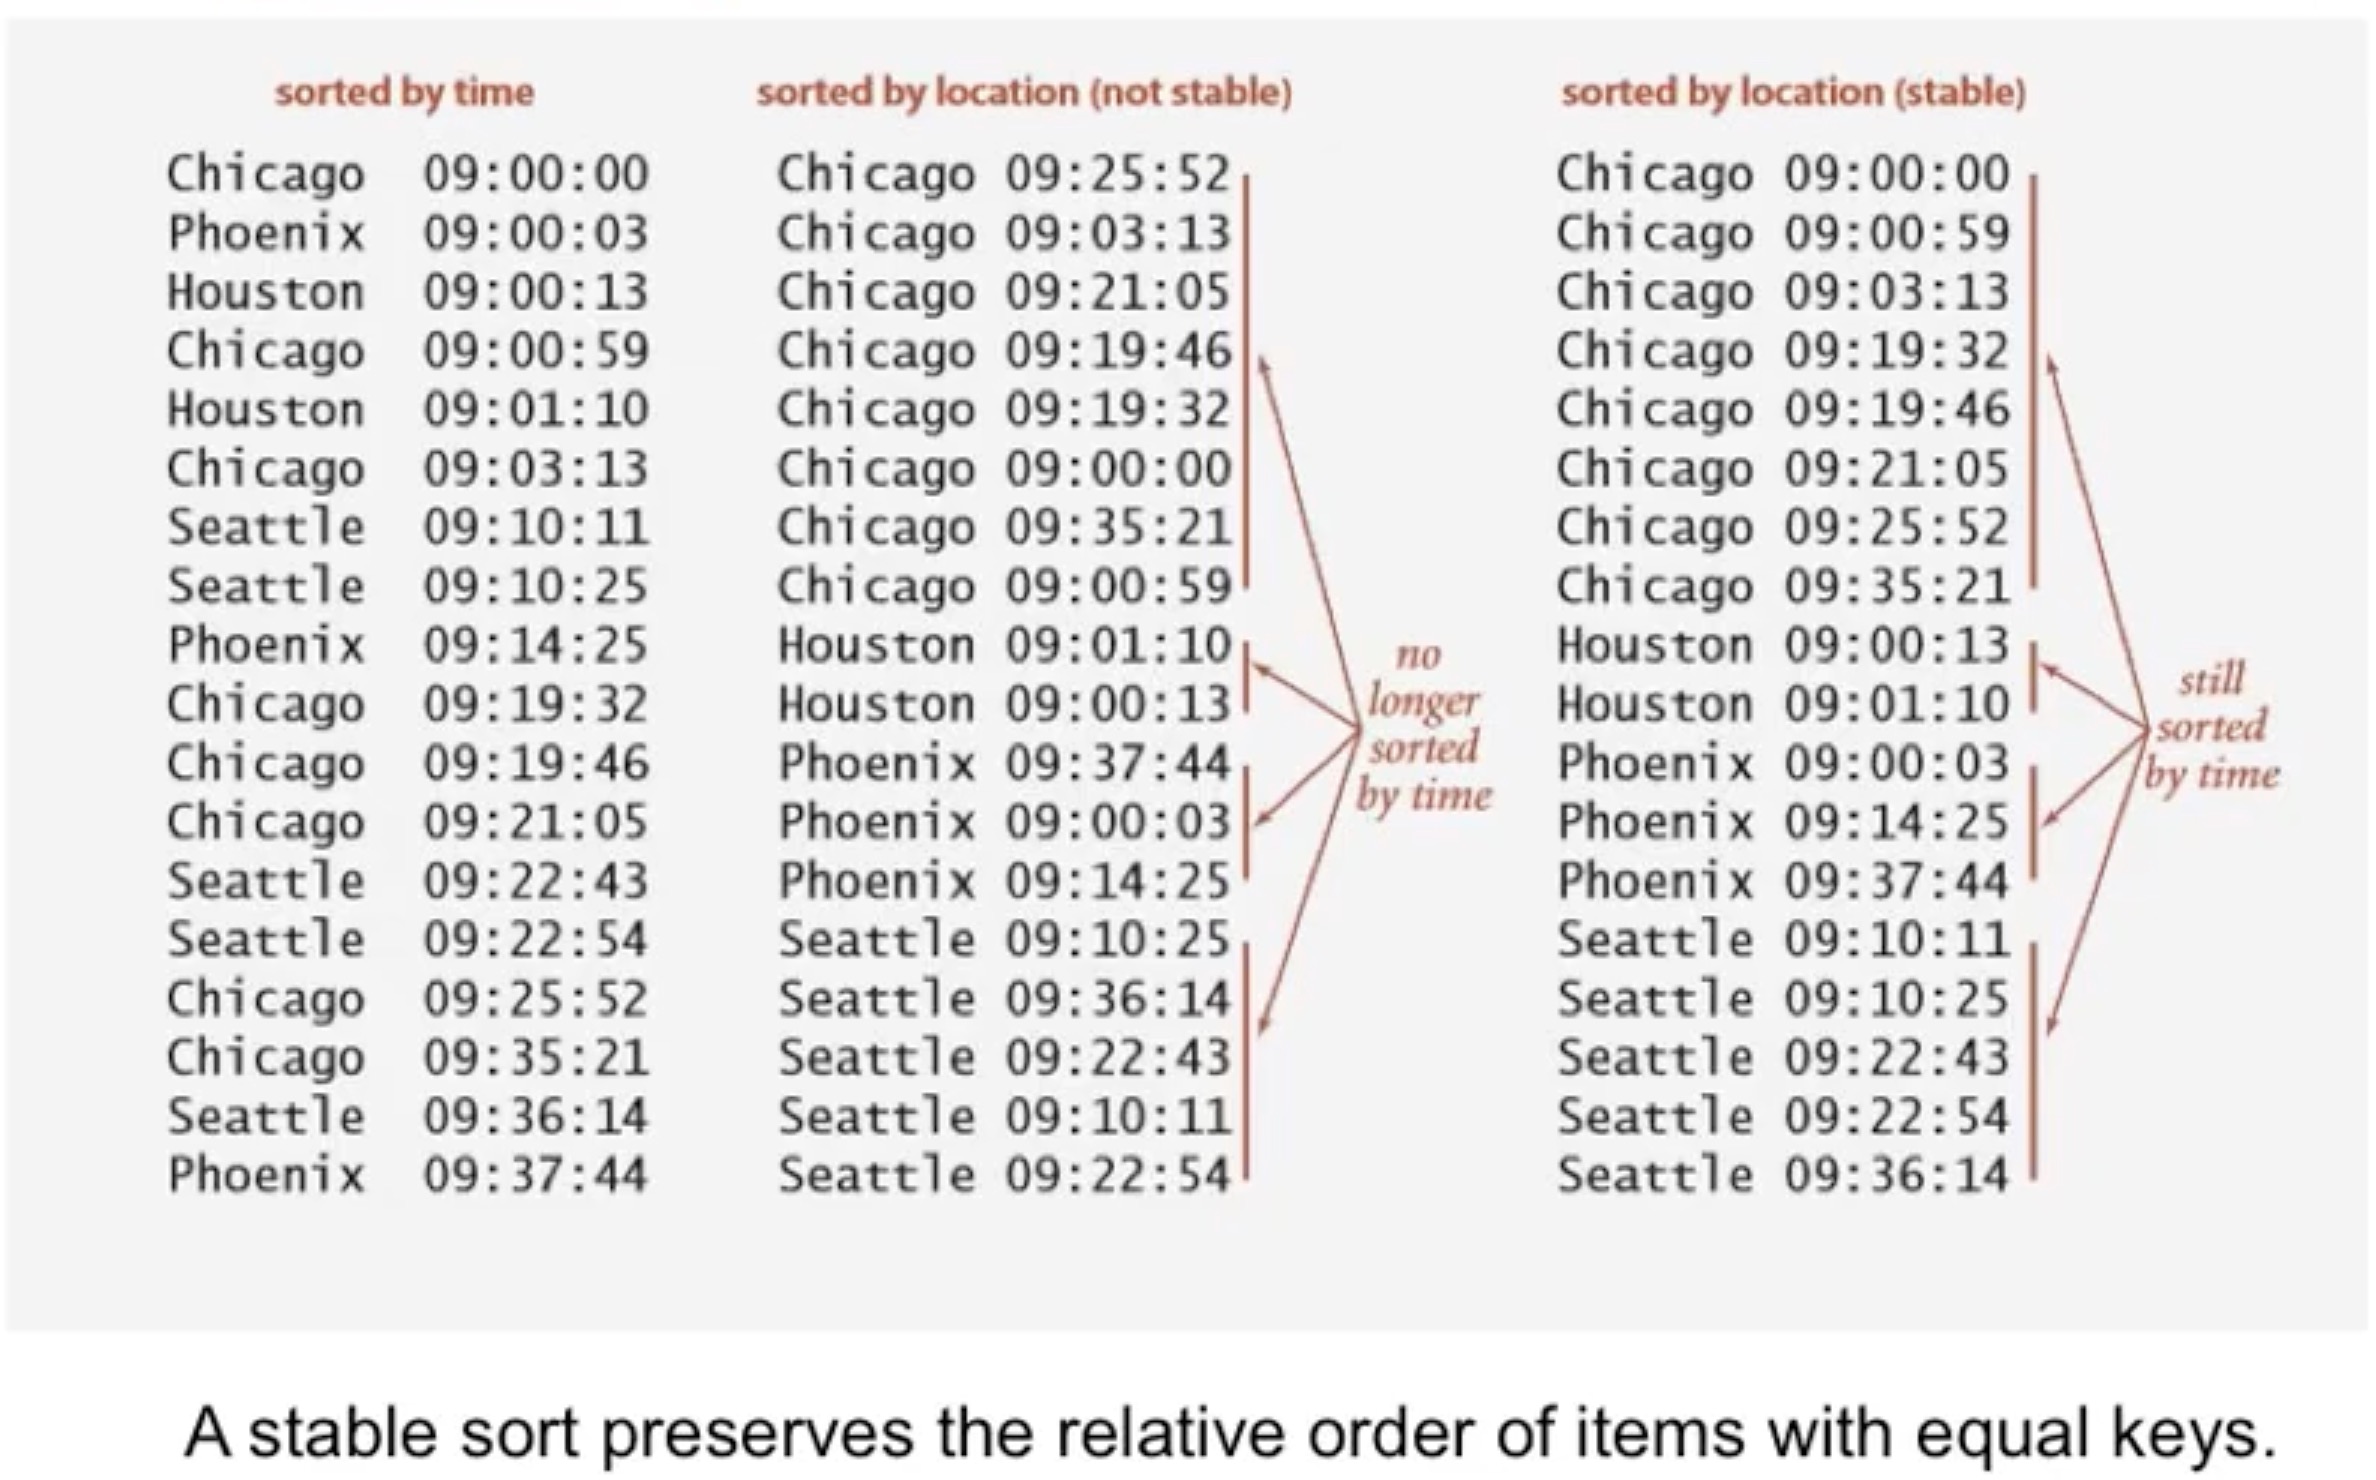 sorted by time
Chicago 09:00:00
Phoenix 09:00:03
Houston 09:00:13
Chicago 09:00:59
Houston 09:01:10
Chicago 09:03:13
Seattle 09:10:11
Seattle 09:10:25
Phoenix 09:14:25
Chicago 09:19:32
Chicago 09:19:46
Chicago 09:21:05
Seattle 09:22:43
Seattle 09:22:54
Chicago 09:25:52
Chicago 09:35:21
Seattle 09:36:14
Phoenix 09:37:44
sorted by location (not stable)
Chicago 09:25:52
Chicago 09:03:13
Chicago 09:21:05
Chicago 09:19:46
Chicago 09:19:32
Chicago 09:00:00
Chicago 09:35:21
Chicago 09:00:59
Houston 09:01:10
Houston 09:00:13
Phoenix 09:37:44
Phoenix 09:00:03
Phoenix 09:14:25
Seattle 09:10:25
Seattle 09:36:14
Seattle 09:22:43
Seattle 09:10:11
Seattle 09:22:54
no
longer
sorted
by time
sorted by location (stable)
Chicago 09:00:00
Chicago 09:00:59
Chicago 09:03:13
Chicago 09:19:32
Chicago 09:19:46
Chicago 09:21:05
Chicago 09:25:52
Chicago 09:35:21
Houston 09:00:13
Houston 09:01:10
Phoenix 09:00:03
Phoenix 09:14:25
Phoenix 09:37:44
Seattle 09:10:11
Seattle 09:10:25
Seattle 09:22:43
Seattle 09:22:54
Seattle 09:36:14
still
sorted
by time
A stable sort preserves the relative order of items with equal keys.